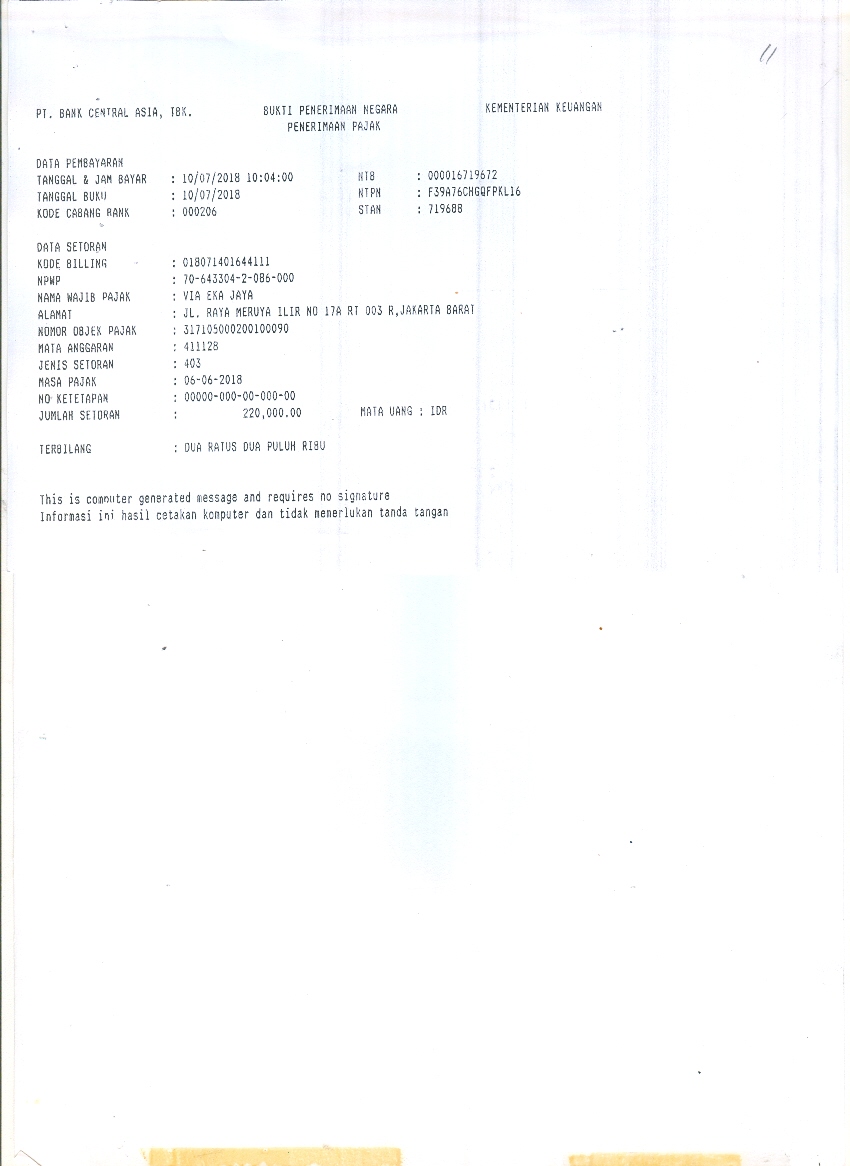 11
PT. BANK CENTRAL ASIA, TBK. BUKTI PENERIMAAN NEGARA KEMENTERIAN KEUANGAN
PENERIMAAN PAJAK
DATA PEMBAYARAN
TANGGAL & JAM BAYAR : 10/07/2018 10:04:00 NTB : 000016719672
TANGGAL BUKU : 10/07/2018 NTPN : F39A76CHGQFPKL16
KODE CABANG BANK : 000206 STAN : 719688
DATA SETORAN
KODE BILLING : 018071401644111
NPWP : 70-643304-2-086-000
NAMA WAJIB PAJAK : VIA EKA JAYA
ALAMAT : JL. RAYA MERUYA ILIR NO 17A RT 003 R,JAKARTA BARAT
NOMOR OBJEK PAJAK : 317105000200100090
MATA ANGGARAN : 411128
JENIS SETORAN : 403
MASA PAJAK : 06-06-2018
NO KETETAPAN : 00000-000-00-000-00
JUMLAH SETORAN : 220,000.00 MATA UANG : IDR
TERBILANG : DUA RATUS DUA PULUH RIBU
This is computer generated message and requires no signature
Informasi ini hasil cetakan komputer dan tidak memerlukan tanda tangan